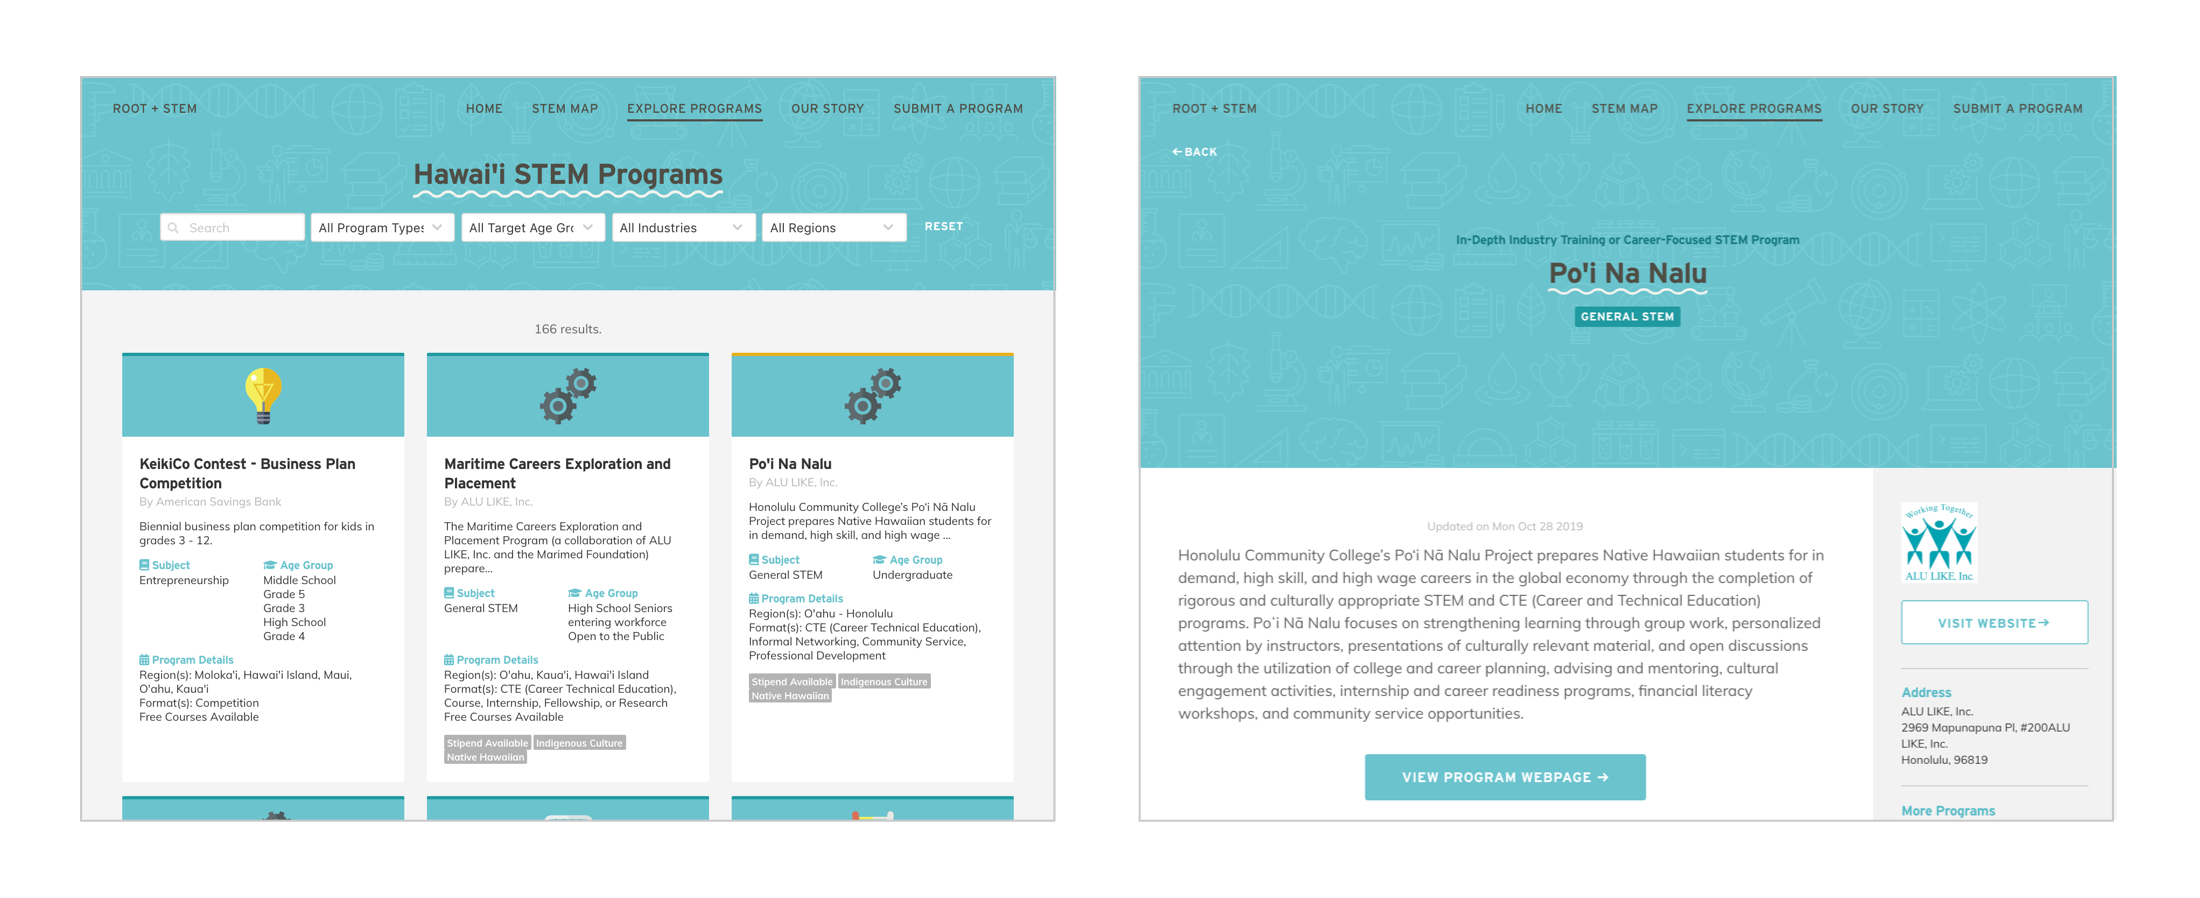 ROOT + STEM
HOME STEM MAP EXPLORE PROGRAMS OUR STORY SUBMIT A PROGRAM
Hawai'i STEM Programs
Search All Program Types All Target Age Gro All Industries All Regions RESET
166 results.
KeikiCo Contest - Business Plan
Competition
By American Savings Bank
Biennial business plan competition for kids in
grades 3 - 12.
Subject
Entrepreneurship
Age Group
Middle School
Grade 5
Grade 3
High School
Grade 4
Program Details
Region(s): Moloka'i, Hawai'i Island, Maui,
O'ahu, Kaua'i
Format(s): Competition
Free Courses Available
Maritime Careers Exploration and
Placement
By ALU LIKE, Inc.
The Maritime Careers Exploration and
Placement Program (a collaboration of ALU
LIKE, Inc. and the Marimed Foundation)
prepare...
Subject
General STEM
Age Group
High School Seniors
entering workforce
Open to the Public
Program Details
Region(s): O'ahu, Kaua'i, Hawai'i Island
Format(s): CTE (Career Technical Education),
Course, Internship, Fellowship, or Research
Free Courses Available
Stipend Available Indigenous Culture
Native Hawaiian
Po'i Na Nalu
By ALU LIKE, Inc.
Honolulu Community College's Po'i Nā Nalu
Project prepares Native Hawaiian students for
in demand, high skill, and high wage ...
Subject
General STEM
Age Group
Undergraduate
Program Details
Region(s): O'ahu - Honolulu
Format(s): CTE (Career Technical Education),
Informal Networking, Community Service,
Professional Development
Stipend Available Indigenous Culture
Native Hawaiian
ROOT + STEM
HOME STEM MAP EXPLORE PROGRAMS OUR STORY SUBMIT A PROGRAM
←BACK
In-Depth Industry Training or Career-Focused STEM Program
Po'i Na Nalu
GENERAL STEM
Updated on Mon Oct 28 2019
Honolulu Community College's Po'i Nā Nalu Project prepares Native Hawaiian students for in
demand, high skill, and high wage careers in the global economy through the completion of
rigorous and culturally appropriate STEM and CTE (Career and Technical Education)
programs. Po'i Nā Nalu focuses on strengthening learning through group work, personalized
attention by instructors, presentations of culturally relevant material, and open discussions
through the utilization of college and career planning, advising and mentoring, cultural
engagement activities, internship and career readiness programs, financial literacy
workshops, and community service opportunities.
VIEW PROGRAM WEBPAGE →
Working Together
ALU LIKE, Inc.
VISIT WEBSITE→
Address
ALU LIKE, Inc.
2969 Mapunapuna Pl, #200ALU
LIKE, Inc.
Honolulu, 96819
More Programs